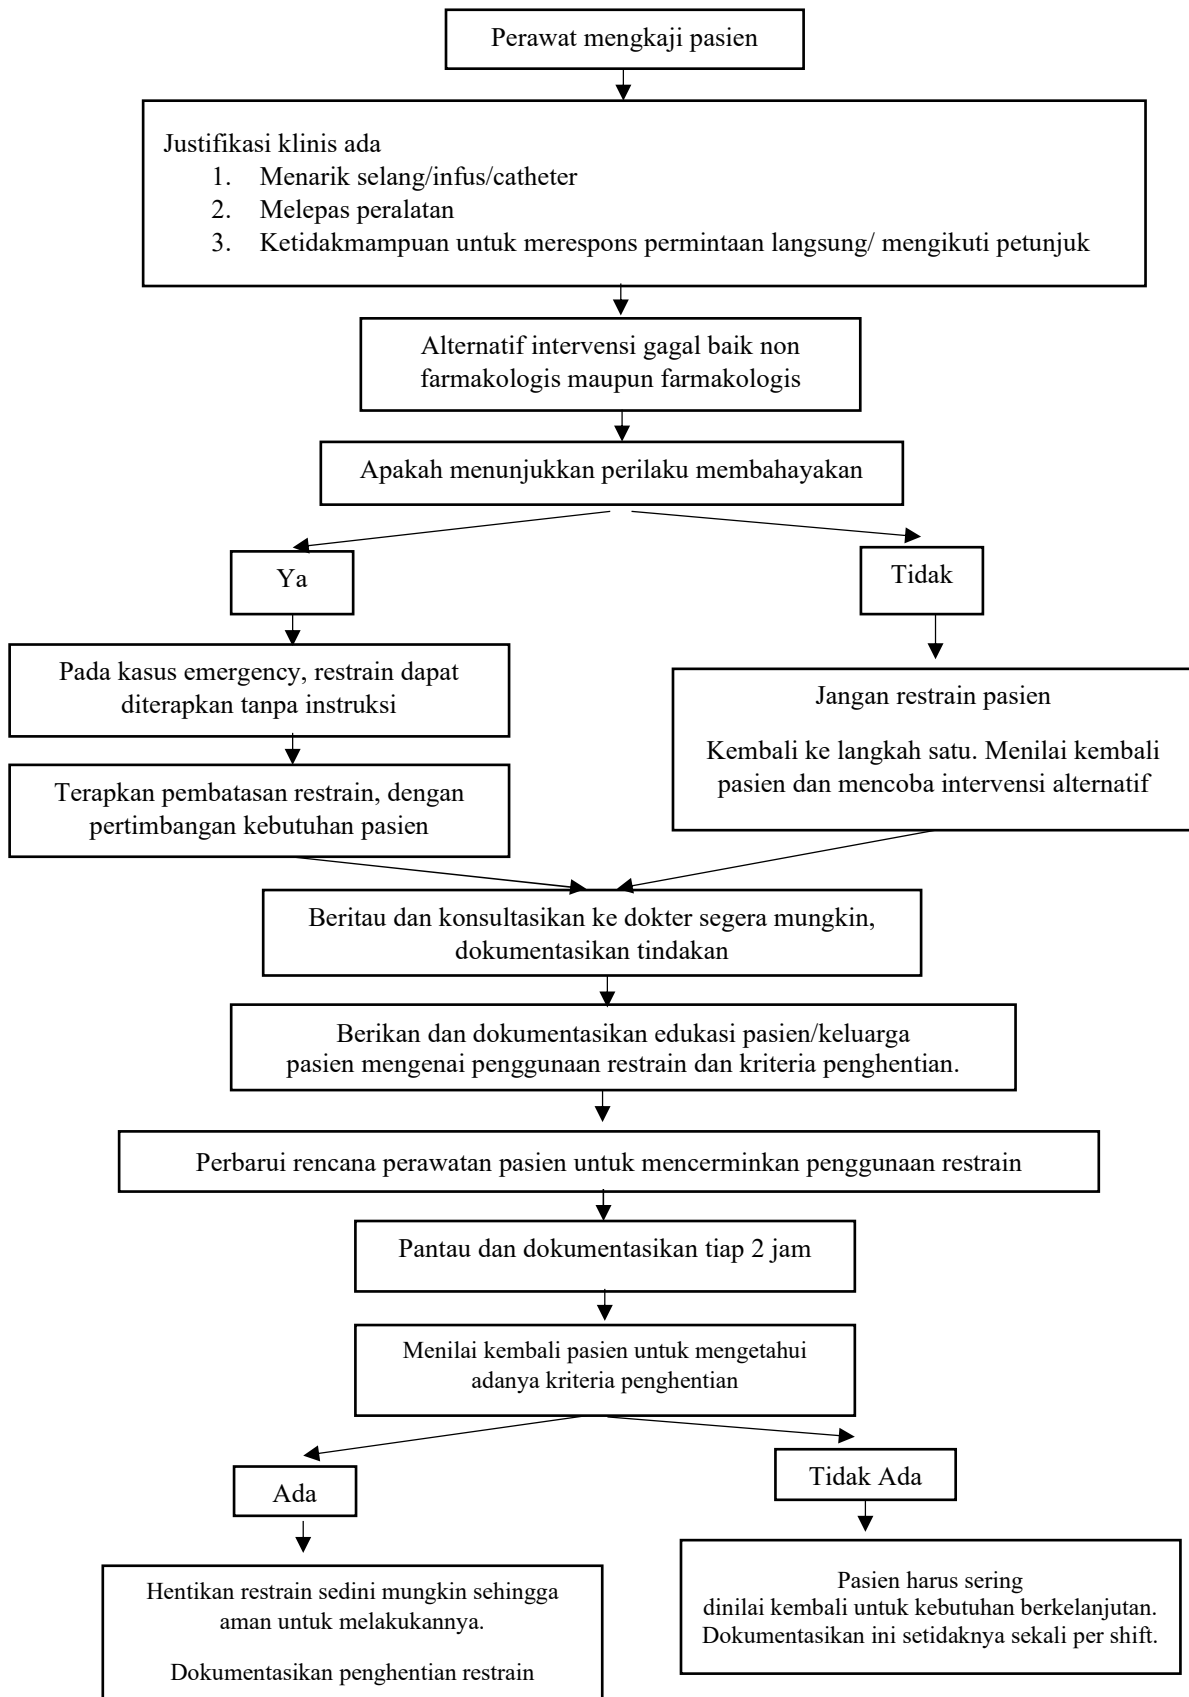 Perawat mengkaji pasien
Justifikasi klinis ada
1. Menarik selang/infus/catheter
2. Melepas peralatan
3. Ketidakmampuan untuk merespons permintaan langsung/ mengikuti petunjuk
Alternatif intervensi gagal baik non
farmakologis maupun farmakologis
Apakah menunjukkan perilaku membahayakan
Ya
Tidak
Pada kasus emergency, restrain dapat
diterapkan tanpa instruksi
Jangan restrain pasien
Kembali ke langkah satu. Menilai kembali
pasien dan mencoba intervensi alternatif
Terapkan pembatasan restrain, dengan
pertimbangan kebutuhan pasien
Beritau dan konsultasikan ke dokter segera mungkin,
dokumentasikan tindakan
Berikan dan dokumentasikan edukasi pasien/keluarga
pasien mengenai penggunaan restrain dan kriteria penghentian.
Perbarui rencana perawatan pasien untuk mencerminkan penggunaan restrain
Pantau dan dokumentasikan tiap 2 jam
Menilai kembali pasien untuk mengetahui
adanya kriteria penghentian
Ada
Tidak Ada
Hentikan restrain sedini mungkin sehingga
aman untuk melakukannya.
Dokumentasikan penghentian restrain
Pasien harus sering
dinilai kembali untuk kebutuhan berkelanjutan.
Dokumentasikan ini setidaknya sekali per shift.